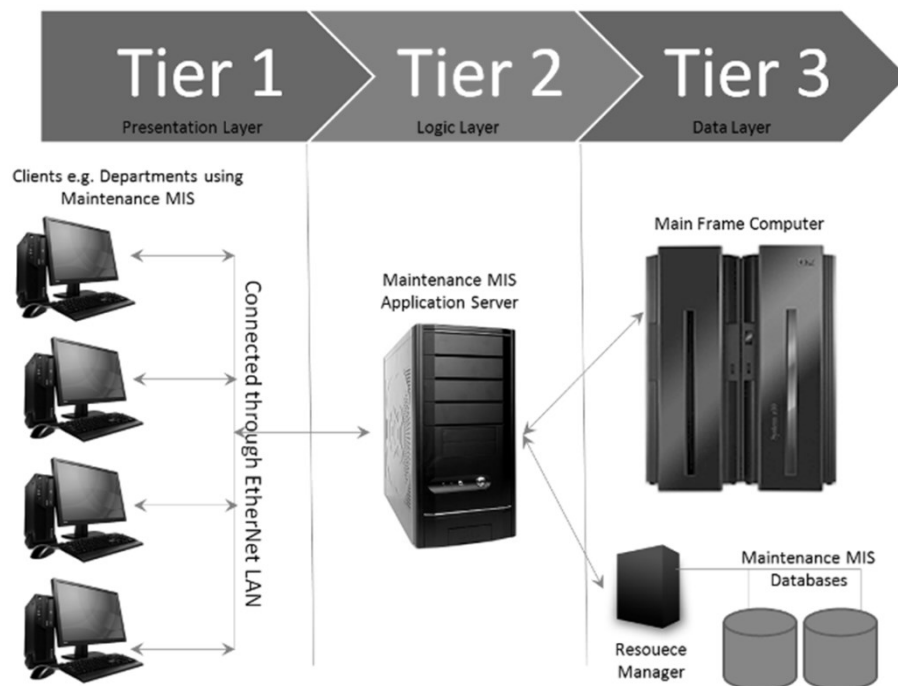 Tier 1
Presentation Layer
Tier 2
Logic Layer
Tier 3
Data Layer
Clients e.g. Departments using
Maintenance MIS
Connected through EtherNet LAN
Maintenance MIS
Application Server
Main Frame Computer
Resouece
Manager
Maintenance MIS
Databases